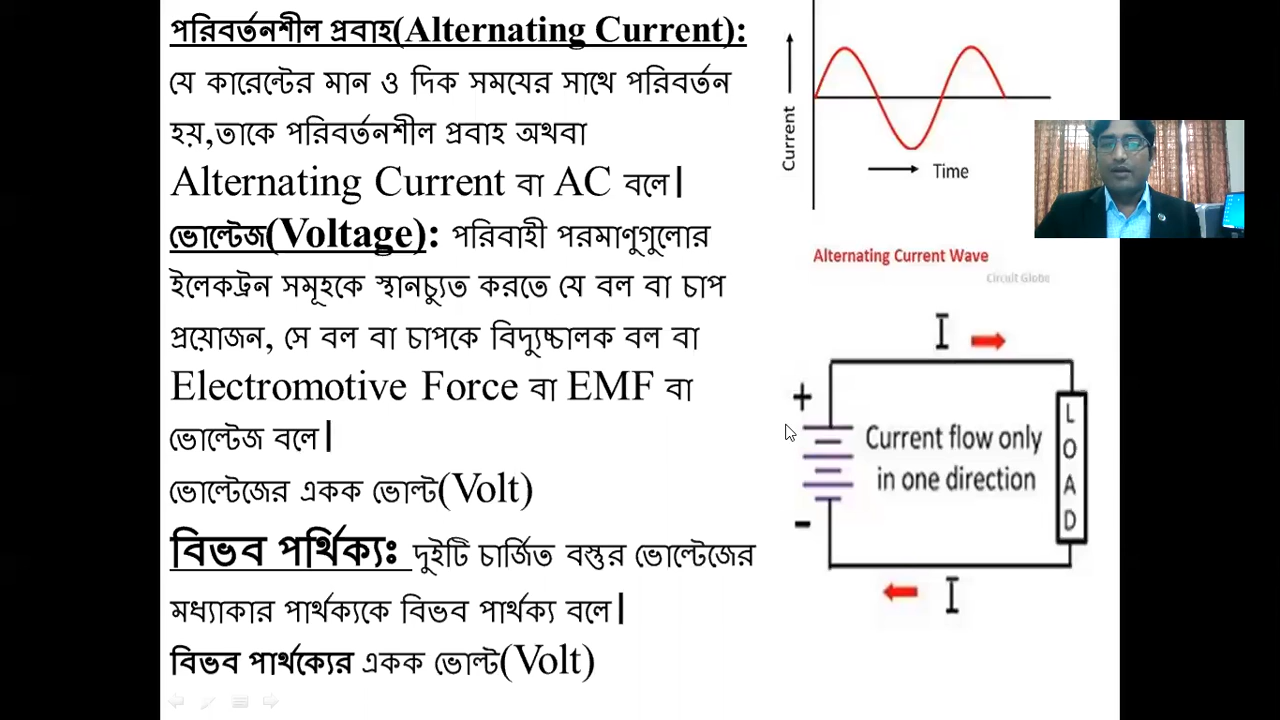 পরিবর্তনশীল প্রবাহ(Alternating Current):
যে কারেন্টের মান ও দিক সমযের সাথে পরিবর্তন
হয়,তাকে পরিবর্তনশীল প্রবাহ অথবা
Alternating Current বা AC বলে|
ভোল্টেজ(Voltage): পরিবাহী পরমাণুগুলোর
ইলেকট্রন সমূহকে স্থানচ্যুত করতে যে বল বা চাপ
প্রয়োজন, সে বল বা চাপকে বিদ্যুচ্চালক বল বা
Electromotive Force বা EMF বা
ভোল্টেজ বলে|
ভোল্টেজের একক ভোল্ট(Volt)
বিভব পর্থিক্যঃ দুইটি চার্জিত বস্তুর ভোল্টেজের
মধ্যাকার পার্থক্যকে বিভব পার্থক্য বলে|
বিভব পার্থক্যের একক ভোল্ট(Volt)
Current
Time
Alternating Current Wave
Circuit Globe
I
+
Current flow only
in one direction
LOAD
-
I